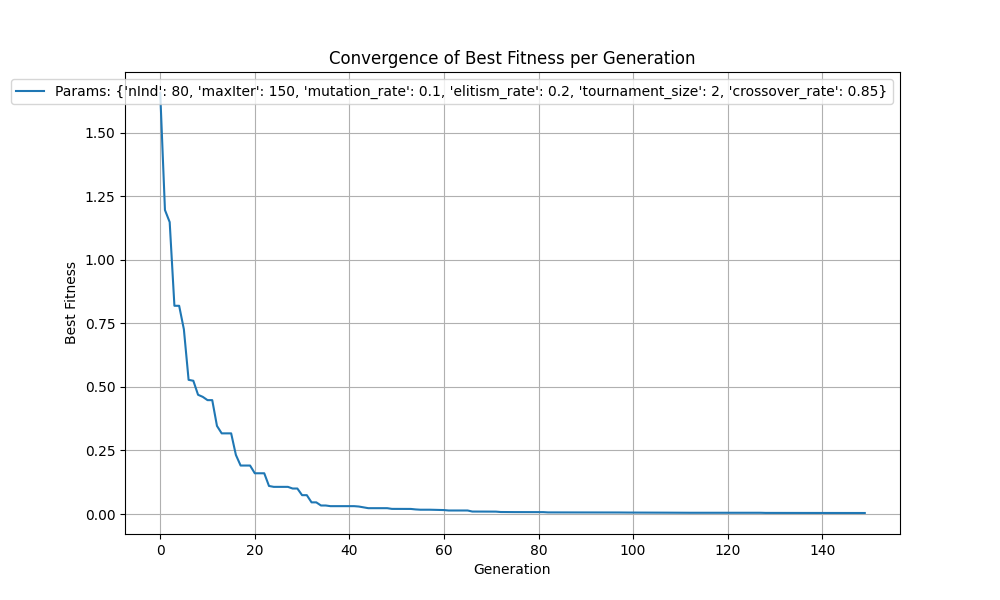 Convergence of Best Fitness per Generation
Params: {'nInd': 80, 'maxIter': 150, 'mutation_rate': 0.1, 'elitism_rate': 0.2, 'tournament_size': 2, 'crossover_rate': 0.85}
1.50
1.25
1.00
0.75
0.50
0.25
0.00
Best Fitness
0 20 40 60 80 100 120 140
Generation